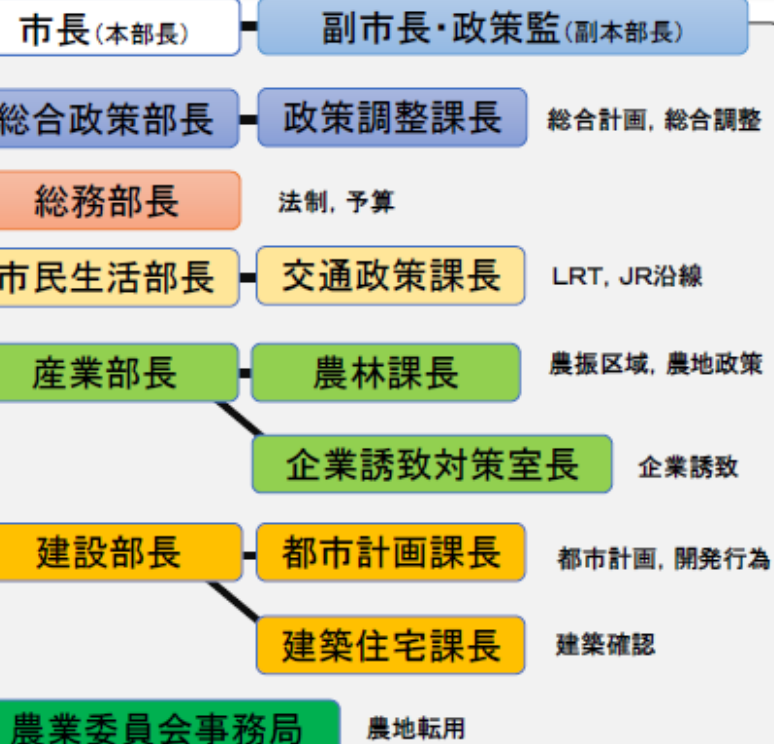 市長(本部長) 副市長・政策監(副本部長)
総合政策部長 政策調整課長 総合計画, 総合調整
総務部長 法制, 予算
市民生活部長 交通政策課長 LRT, JR沿線
産業部長 農林課長 農振区域, 農地政策
企業誘致対策室長 企業誘致
建設部長 都市計画課長 都市計画, 開発行為
建築住宅課長 建築確認
農業委員会事務局 農地転用